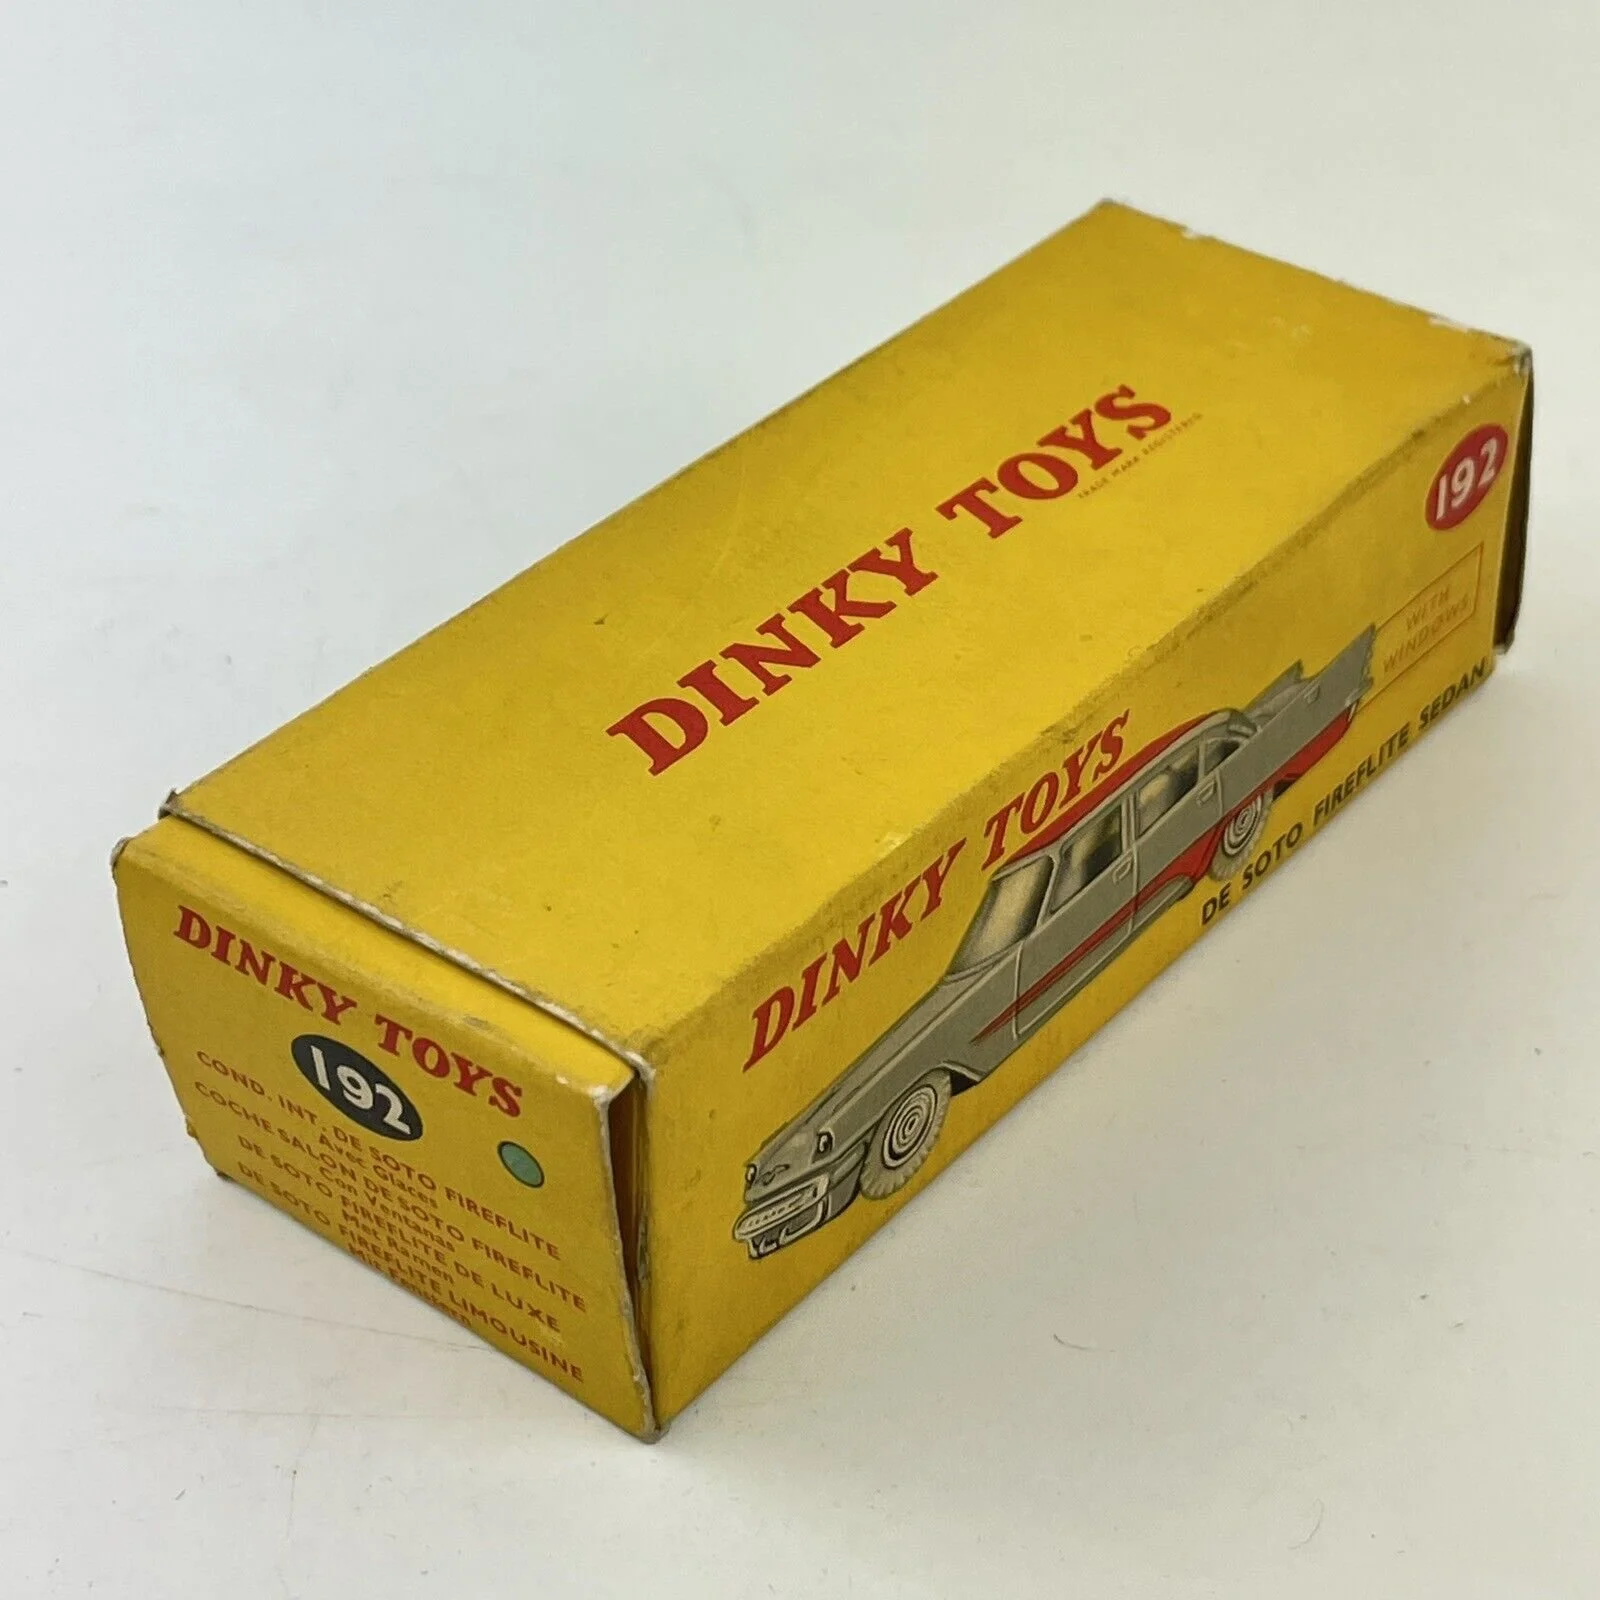 DINKY TOYS
TRADE MARK REGISTERED
DINKY TOYS
192
WITH
WINDOWS
DE SOTO FIREFLITE SEDAN
DINKY TOYS
192
COND. INT. DE SOTO FIREFLITE
Avec Glaces
COCHE SALON DE SOTO FIREFLITE
Con Ventanas
DE SOTO FIREFLITE DE LUXE
Met Ramen
DE SOTO FIREFLITE LIMOUSINE
Mit Fenstern